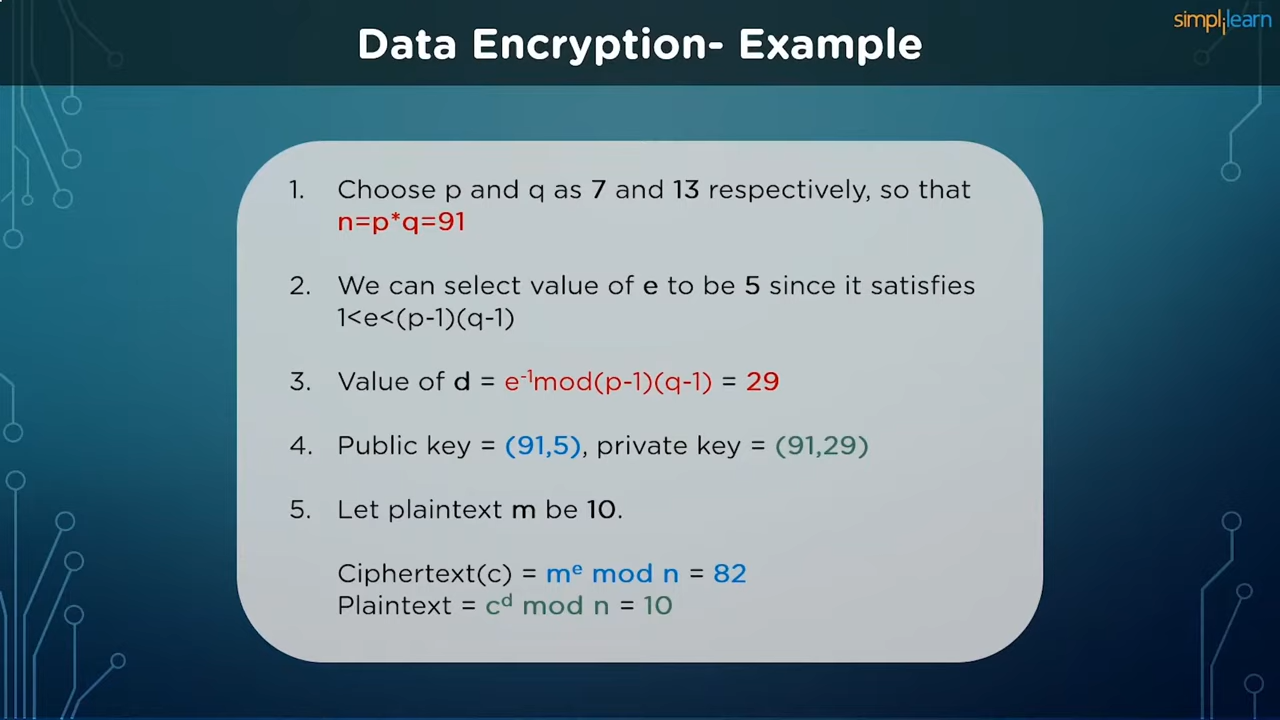 simplilearn
Data Encryption- Example
1. Choose p and q as 7 and 13 respectively, so that
n=p*q=91
2. We can select value of e to be 5 since it satisfies
1<e<(p-1)(q-1)
3. Value of d = e⁻¹mod(p-1)(q-1) = 29
4. Public key = (91,5), private key = (91,29)
5. Let plaintext m be 10.
Ciphertext(c) = mᵉ mod n = 82
Plaintext = cᵈ mod n = 10